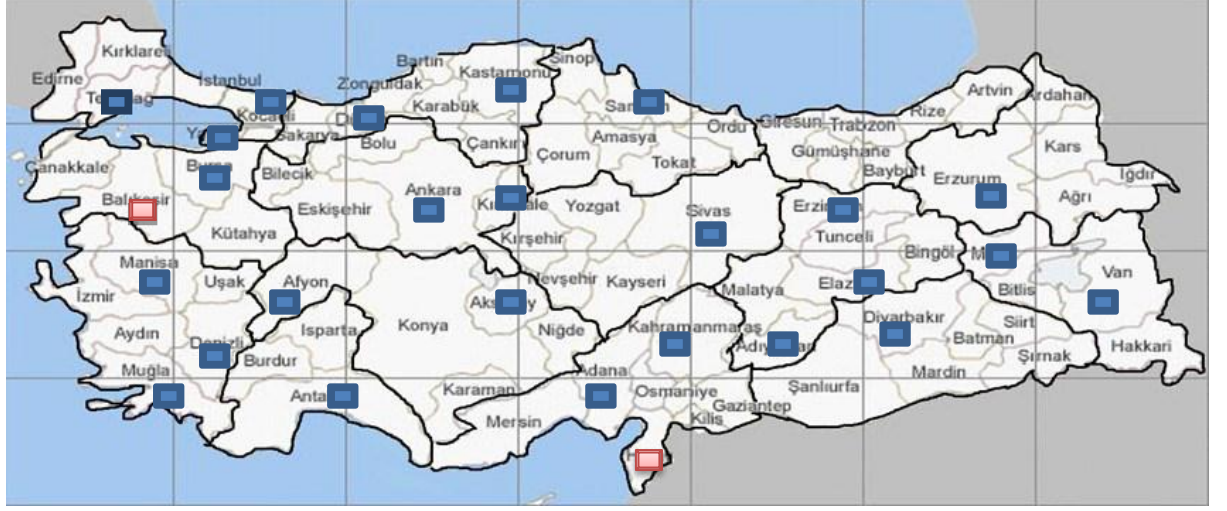 Kırklareli
Edirne
İstanbul
Kocaeli
Sakarya
Zonguldak
Bartın
Kastamonu
Sinop
Karabük
Bolu
Çankırı
Samsun
Amasya
Ordu
Çorum
Tokat
Giresun
Trabzon
Rize
Artvin
Ardahan
Gümüşhane
Bayburt
Kars
Erzurum
Iğdır
Ağrı
Çanakkale
Bursa
Bilecik
Balıkesir
Eskişehir
Ankara
Yozgat
Sivas
Tunceli
Bingöl
Kütahya
Kırşehir
Manisa
Uşak
Afyon
Nevşehir
Kayseri
Malatya
Bitlis
Van
İzmir
Konya
Niğde
Kahramanmaraş
Diyarbakır
Siirt
Batman
Aydın
Isparta
Denizli
Burdur
Şırnak
Hakkari
Muğla
Adana
Mardin
Karaman
Osmaniye
Şanlıurfa
Mersin
Gaziantep
Kilis